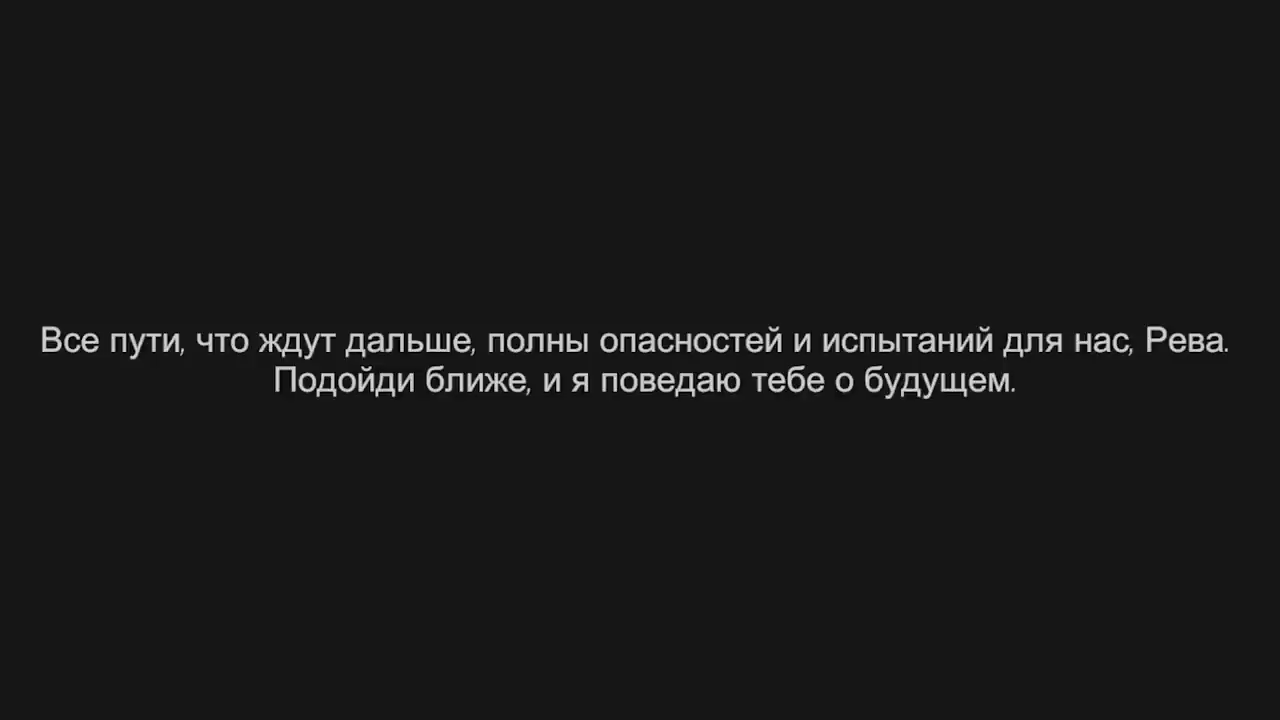 Все пути, что ждут дальше, полны опасностей и испытаний для нас, Рева.
Подойди ближе, и я поведаю тебе о будущем.